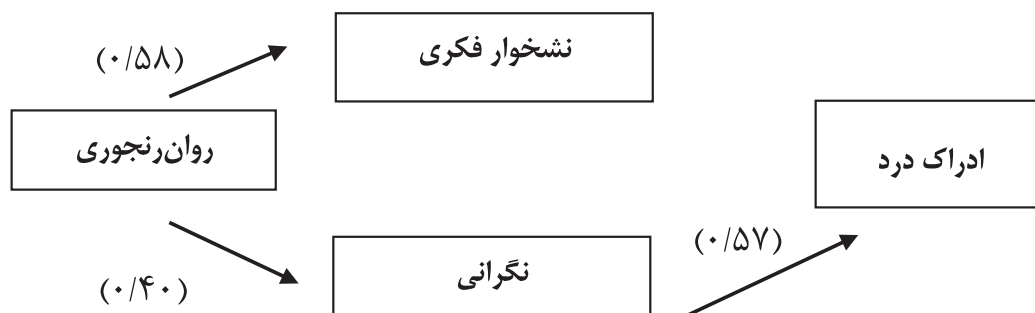 نشخوار فکری
(۰/۵۸)
روان‌رنجوری
ادراک درد
(۰/۵۷)
نگرانی
(۰/۴۰)